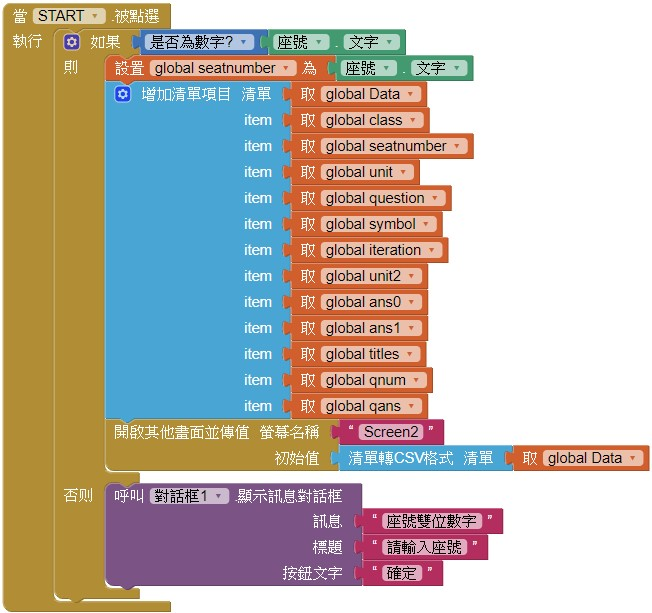 當 START .被點選
執行 如果 是否為數字? 座號 . 文字
則 設置 global seatnumber 為 座號 . 文字
增加清單項目 清單 取 global Data
item 取 global class
item 取 global seatnumber
item 取 global unit
item 取 global question
item 取 global symbol
item 取 global iteration
item 取 global unit2
item 取 global ans0
item 取 global ans1
item 取 global titles
item 取 global qnum
item 取 global qans
開啟其他畫面並傳值 螢幕名稱 “ Screen2 ”
初始值 清單轉CSV格式 清單 取 global Data
否则 呼叫 對話框1 .顯示訊息對話框
訊息 “ 座號雙位數字 ”
標題 “ 請輸入座號 ”
按鈕文字 “ 確定 ”